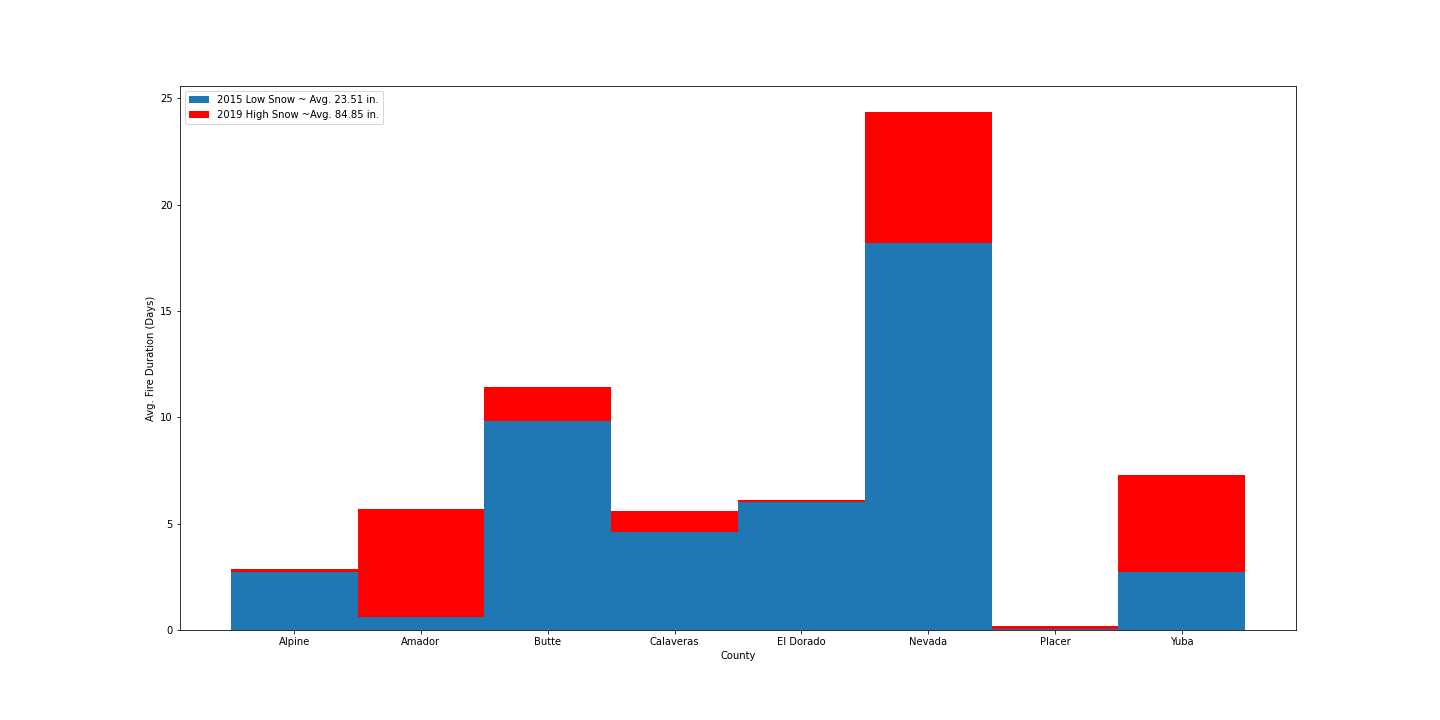 2015 Low Snow ~ Avg. 23.51 in.
2019 High Snow ~Avg. 84.85 in.
25
20
15
10
5
0
Avg. Fire Duration (Days)
Alpine Amador Butte Calaveras El Dorado Nevada Placer Yuba
County